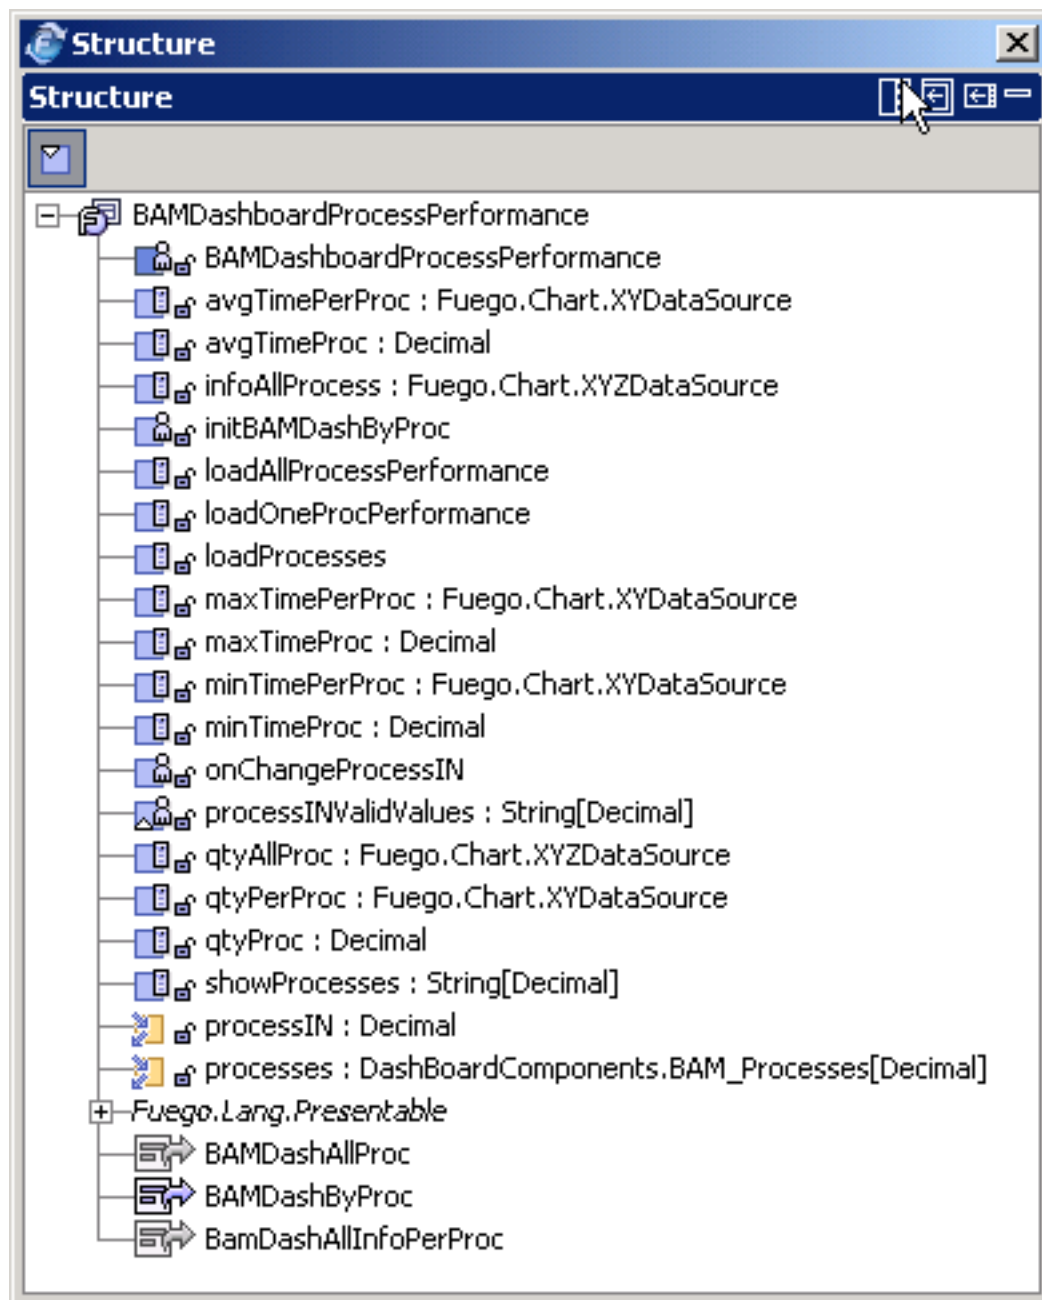 Structure
Structure
BAMDashboardProcessPerformance
BAMDashboardProcessPerformance
avgTimePerProc : Fuego.Chart.XYDataSource
avgTimeProc : Decimal
infoAllProcess : Fuego.Chart.XYZDataSource
initBAMDashByProc
loadAllProcessPerformance
loadOneProcPerformance
loadProcesses
maxTimePerProc : Fuego.Chart.XYDataSource
maxTimeProc : Decimal
minTimePerProc : Fuego.Chart.XYDataSource
minTimeProc : Decimal
onChangeProcessIN
processINValidValues : String[Decimal]
qtyAllProc : Fuego.Chart.XYZDataSource
qtyPerProc : Fuego.Chart.XYDataSource
qtyProc : Decimal
showProcesses : String[Decimal]
processIN : Decimal
processes : DashBoardComponents.BAM_Processes[Decimal]
Fuego.Lang.Presentable
BAMDashAllProc
BAMDashByProc
BamDashAllInfoPerProc